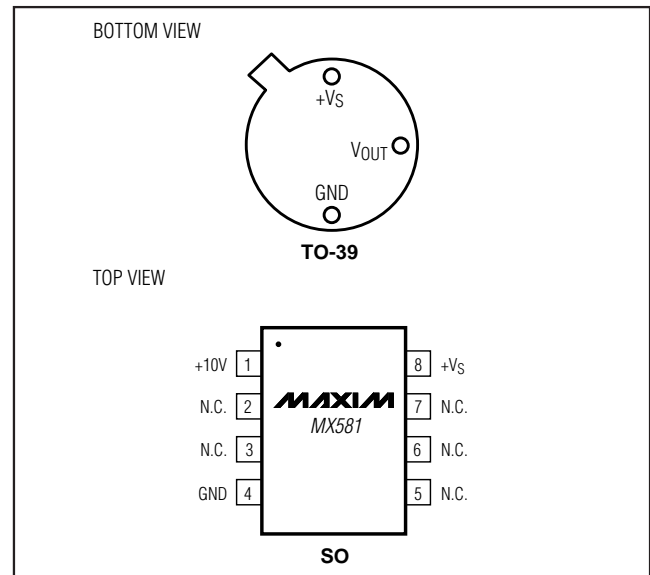 BOTTOM VIEW
+VS
VOUT
GND
TO-39
TOP VIEW
+10V 1 8 +VS
N.C. 2 MAXIM 7 N.C.
MX581
N.C. 3 6 N.C.
GND 4 5 N.C.
SO